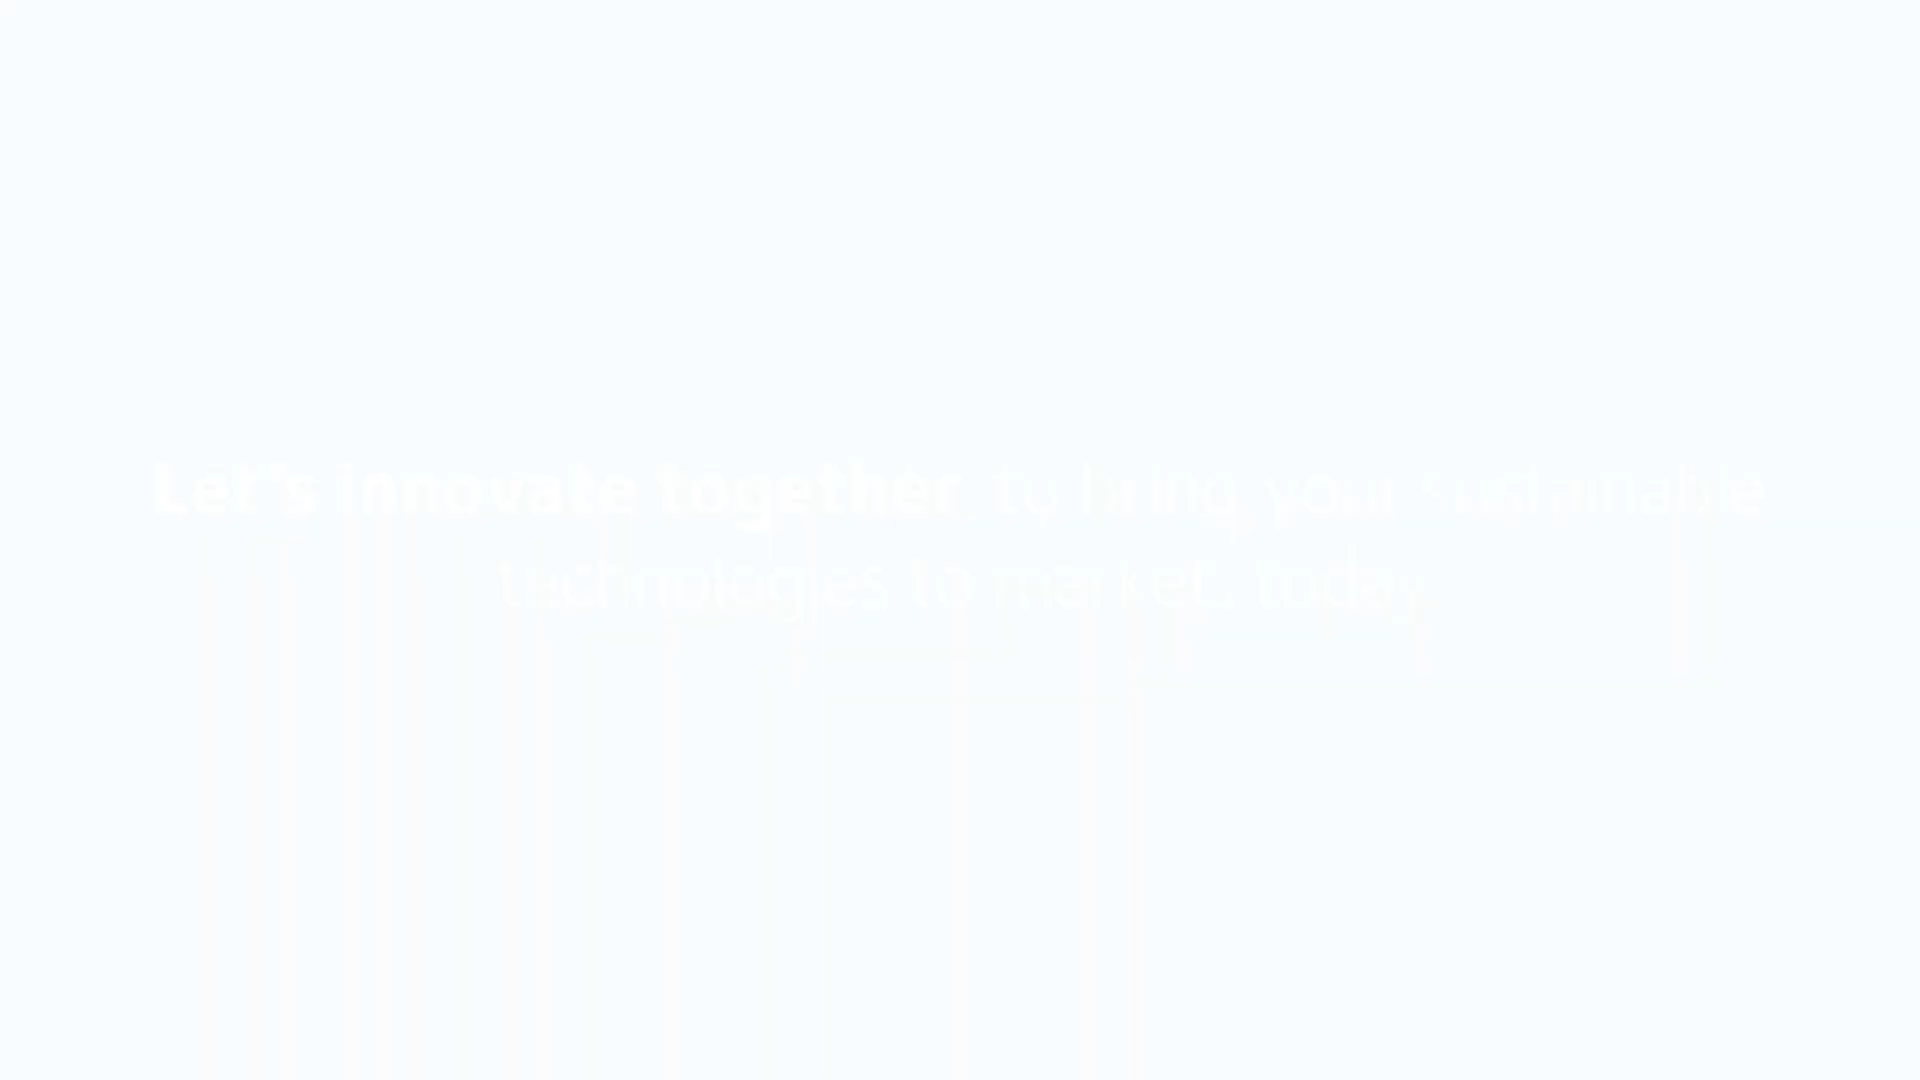 Let's innovate together to bring your sustainable
technologies to market, today